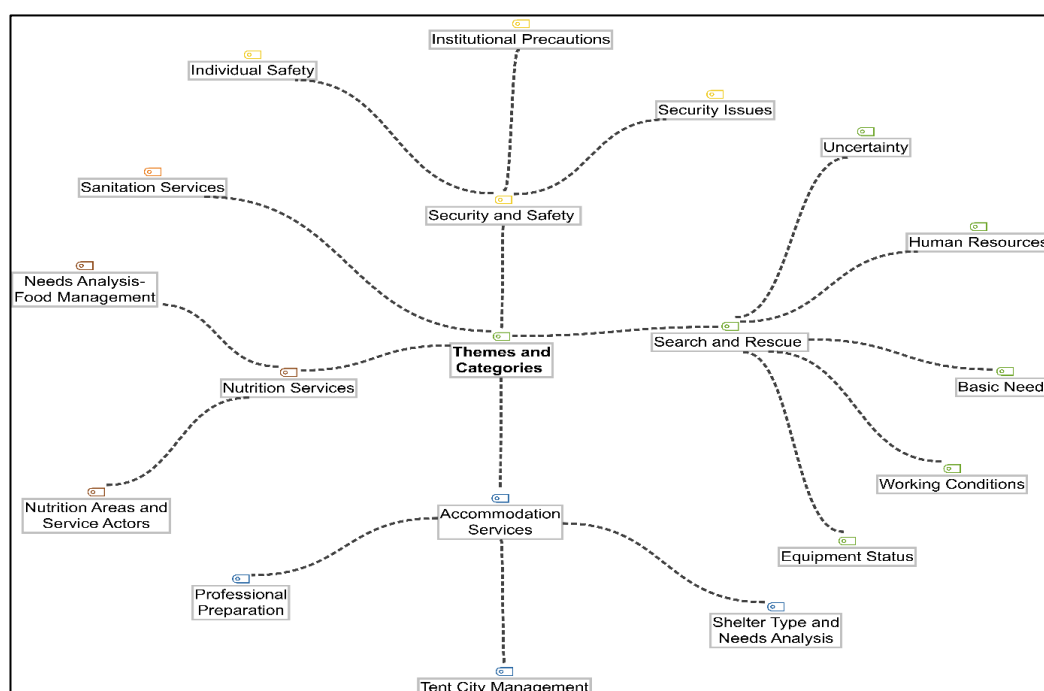 Institutional Precautions
Individual Safety
Security Issues
Uncertainty
Sanitation Services
Security and Safety
Human Resources
Needs Analysis-
Food Management
Search and Rescue
Themes and
Categories
Nutrition Services
Basic Need
Working Conditions
Nutrition Areas and
Service Actors
Accommodation
Services
Equipment Status
Professional
Preparation
Shelter Type and
Needs Analysis
Tent City Management